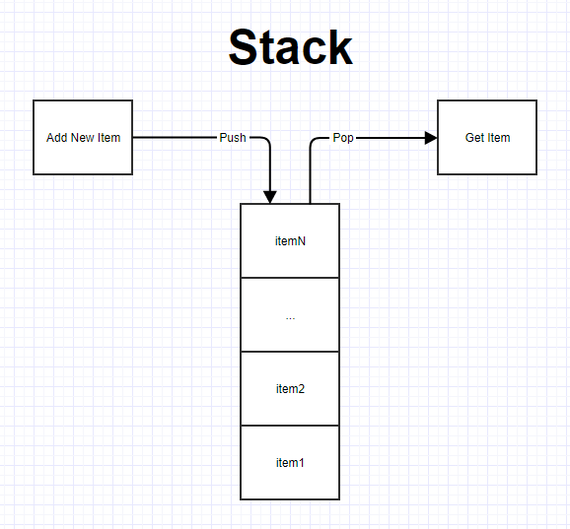 Stack
Add New Item
Push
Pop
Get Item
itemN
...
item2
item1